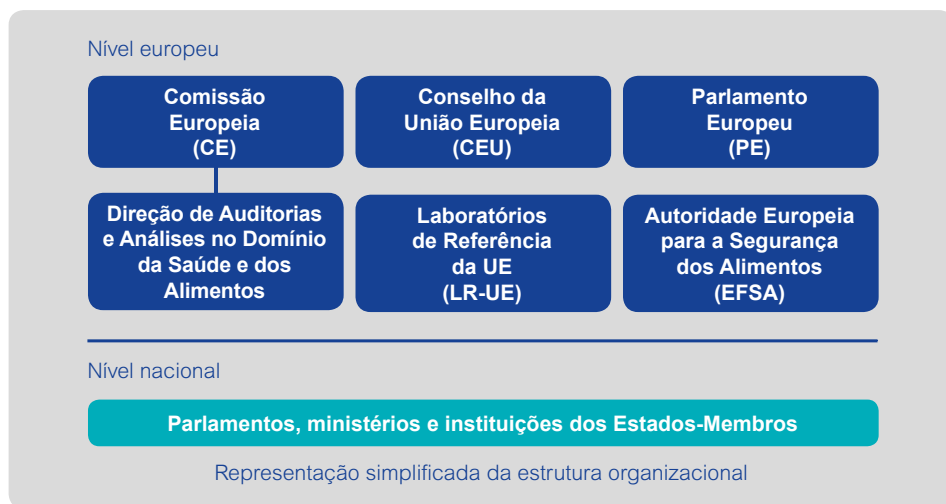 Nível europeu
Comissão
Europeia
(CE)
Conselho da
União Europeia
(CEU)
Parlamento
Europeu
(PE)
Direção de Auditorias
e Análises no Domínio
da Saúde e dos
Alimentos
Laboratórios
de Referência
da UE
(LR-UE)
Autoridade Europeia
para a Segurança
dos Alimentos
(EFSA)
Nível nacional
Parlamentos, ministérios e instituições dos Estados-Membros
Representação simplificada da estrutura organizacional